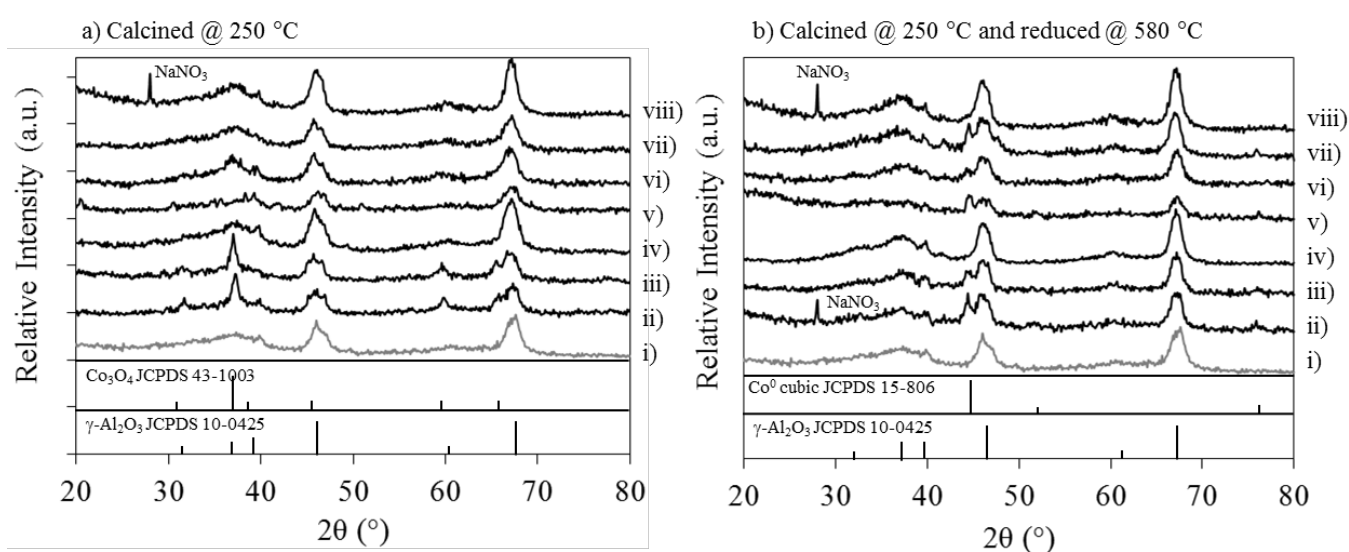 a) Calcined @ 250 °C
NaNO₃
viii)
vii)
vi)
v)
iv)
iii)
ii)
i)
Relative Intensity (a.u.)
Co₃O₄ JCPDS 43-1003
γ-Al₂O₃ JCPDS 10-0425
20 30 40 50 60 70 80
2θ (°)
b) Calcined @ 250 °C and reduced @ 580 °C
NaNO₃
viii)
vii)
vi)
v)
iv)
iii)
NaNO₃
ii)
i)
Relative Intensity (a.u.)
Co⁰ cubic JCPDS 15-806
γ-Al₂O₃ JCPDS 10-0425
20 30 40 50 60 70 80
2θ (°)